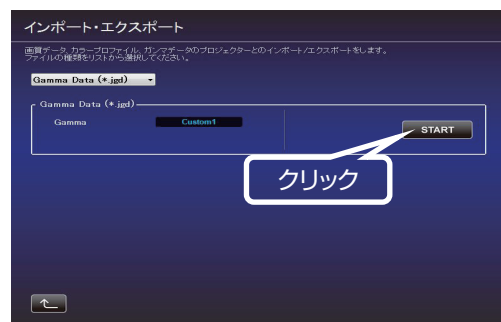 インポート・エクスポート
画質データ、カラープロファイル、ガンマデータのプロジェクターとのインポート/エクスポートをします。
ファイルの種類をリストから選択してください。
Gamma Data (*.jgd)
Gamma Data (*.jgd)
Gamma
Custom1
START
クリック